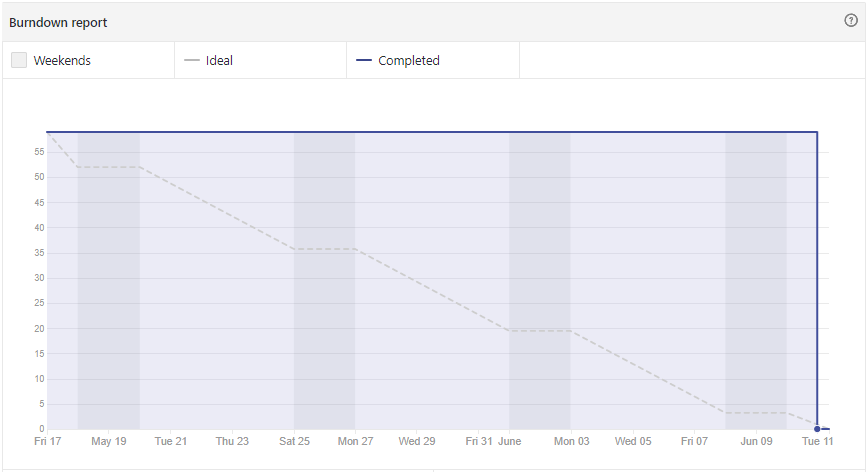 Burndown report
?
Weekends
Ideal
Completed
55
50
45
40
35
30
25
20
15
10
5
0
Fri 17 May 19 Tue 21 Thu 23 Sat 25 Mon 27 Wed 29 Fri 31 June Mon 03 Wed 05 Fri 07 Jun 09 Tue 11